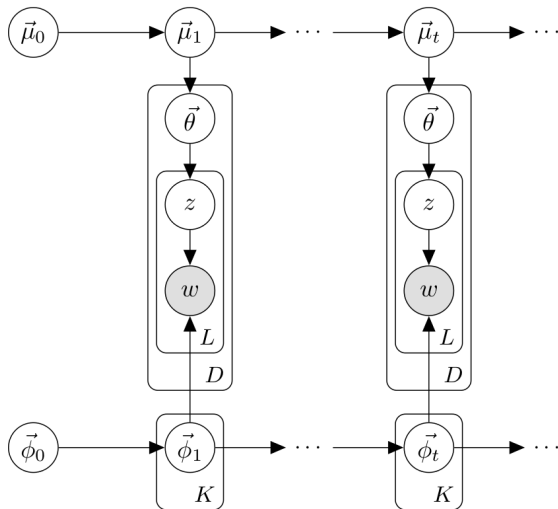 μ⃗₀ μ⃗₁ ⋯ μ⃗ₜ ⋯
θ⃗ θ⃗
z z
w w
L L
D D
ϕ⃗₀ ϕ⃗₁ ⋯ ϕ⃗ₜ ⋯
K K